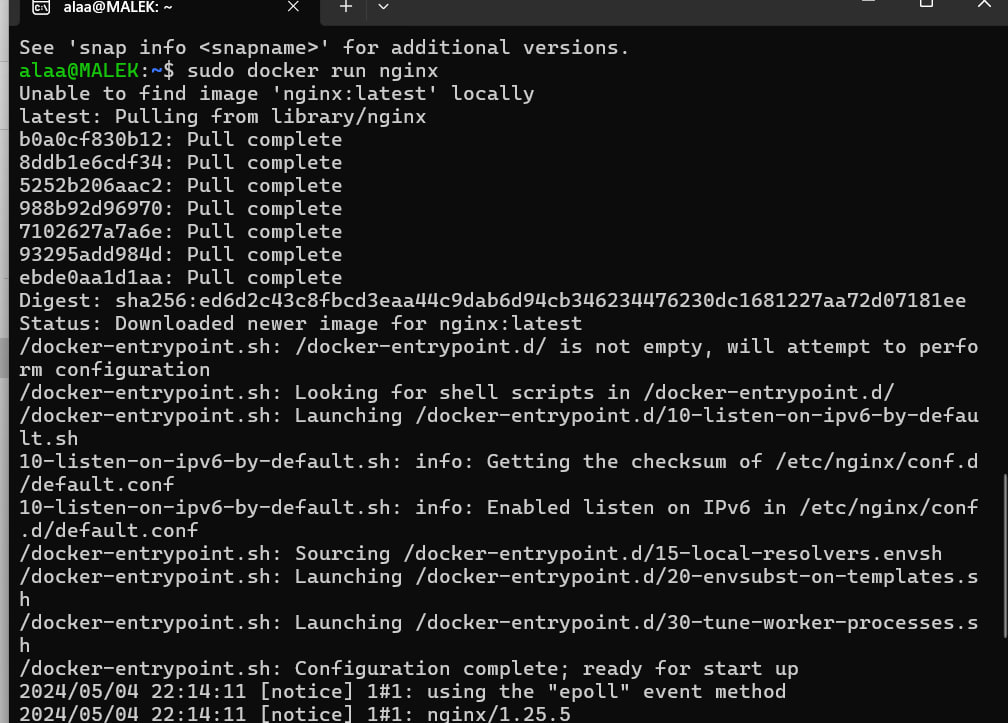 alaa@MALEK: ~
See 'snap info <snapname>' for additional versions.
alaa@MALEK:~$ sudo docker run nginx
Unable to find image 'nginx:latest' locally
latest: Pulling from library/nginx
b0a0cf830b12: Pull complete
8ddb1e6cdf34: Pull complete
5252b206aac2: Pull complete
988b92d96970: Pull complete
7102627a7a6e: Pull complete
93295add984d: Pull complete
ebde0aa1d1aa: Pull complete
Digest: sha256:ed6d2c43c8fbcd3eaa44c9dab6d94cb346234476230dc1681227aa72d07181ee
Status: Downloaded newer image for nginx:latest
/docker-entrypoint.sh: /docker-entrypoint.d/ is not empty, will attempt to perfo
rm configuration
/docker-entrypoint.sh: Looking for shell scripts in /docker-entrypoint.d/
/docker-entrypoint.sh: Launching /docker-entrypoint.d/10-listen-on-ipv6-by-defau
lt.sh
10-listen-on-ipv6-by-default.sh: info: Getting the checksum of /etc/nginx/conf.d
/default.conf
10-listen-on-ipv6-by-default.sh: info: Enabled listen on IPv6 in /etc/nginx/conf
.d/default.conf
/docker-entrypoint.sh: Sourcing /docker-entrypoint.d/15-local-resolvers.envsh
/docker-entrypoint.sh: Launching /docker-entrypoint.d/20-envsubst-on-templates.s
h
/docker-entrypoint.sh: Launching /docker-entrypoint.d/30-tune-worker-processes.s
h
/docker-entrypoint.sh: Configuration complete; ready for start up
2024/05/04 22:14:11 [notice] 1#1: using the "epoll" event method
2024/05/04 22:14:11 [notice] 1#1: nginx/1.25.5